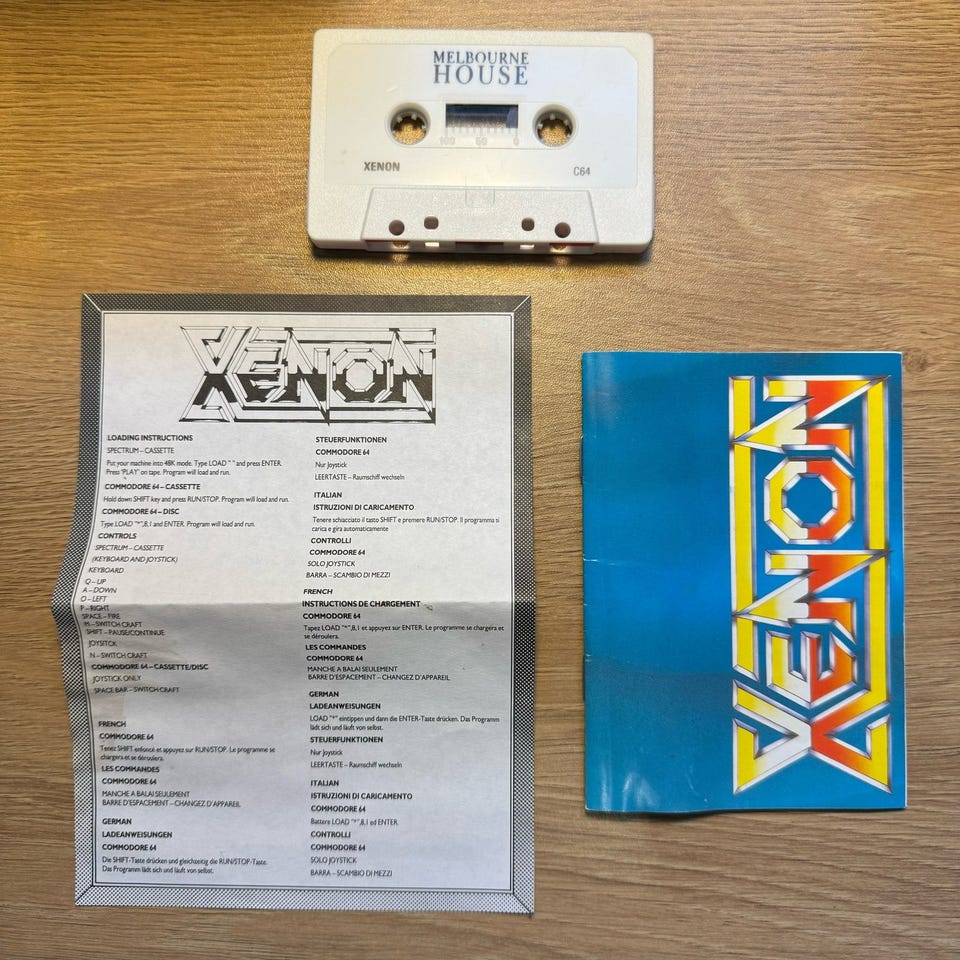 MELBOURNE
HOUSE
100 50 0
XENON
C64
XENON
LOADING INSTRUCTIONS
SPECTRUM – CASSETTE
Put your machine into 48K mode. Type LOAD " " and press ENTER.
Press 'PLAY' on tape. Program will load and run.
COMMODORE 64 – CASSETTE
Hold down SHIFT key and press RUN/STOP. Program will load and run.
COMMODORE 64 – DISC
Type LOAD "*",8,1 and ENTER. Program will load and run.
CONTROLS
SPECTRUM – CASSETTE
(KEYBOARD AND JOYSTICK)
KEYBOARD
Q – UP
A – DOWN
O – LEFT
P – RIGHT
SPACE – FIRE
M – SWITCH CRAFT
SHIFT – PAUSE/CONTINUE
JOYSITCK
N – SWITCH CRAFT
COMMODORE 64 – CASSETTE/DISC
JOYSTICK ONLY
SPACE BAR – SWITCH CRAFT
FRENCH
COMMODORE 64
Tenez SHIFT enfoncé et appuyez sur RUN/STOP. Le programme se
chargera et se déroulera.
LES COMMANDES
COMMODORE 64
MANCHE A BALAI SEULEMENT
BARRE D'ESPACEMENT – CHANGEZ D'APPAREIL
GERMAN
LADEANWEISUNGEN
COMMODORE 64
Die SHIFT-Taste drücken und gleichzeitig die RUN/STOP-Taste.
Das Programm lädt sich und läuft von selbst.
STEUERFUNKTIONEN
COMMODORE 64
Nur Joystick
LEERTASTE – Raumschiff wechseln
ITALIAN
ISTRUZIONI DI CARICAMENTO
Tenere schiacciato il tasto SHIFT e premere RUN/STOP. Il programma si
carica e gira automaticamente
CONTROLLI
COMMODORE 64
SOLO JOYSTICK
BARRA – SCAMBIO DI MEZZI
FRENCH
INSTRUCTIONS DE CHARGEMENT
COMMODORE 64
Tapez LOAD "*",8,1 et appuyez sur ENTER. Le programme se chargera et
se déroulera.
LES COMMANDES
COMMODORE 64
MANCHE A BALAI SEULEMENT
BARRE D'ESPACEMENT – CHANGEZ D'APPAREIL
GERMAN
LADEANWEISUNGEN
LOAD "*" eintippen und dann die ENTER-Taste drücken. Das Programm
lädt sich und läuft von selbst.
STEUERFUNKTIONEN
Nur Joystick
LEERTASTE – Raumschiff wechseln
ITALIAN
ISTRUZIONI DI CARICAMENTO
COMMODORE 64
Battere LOAD "*",8,1 ed ENTER.
CONTROLLI
COMMODORE 64
SOLO JOYSTICK
BARRA – SCAMBIO DI MEZZI
XENON